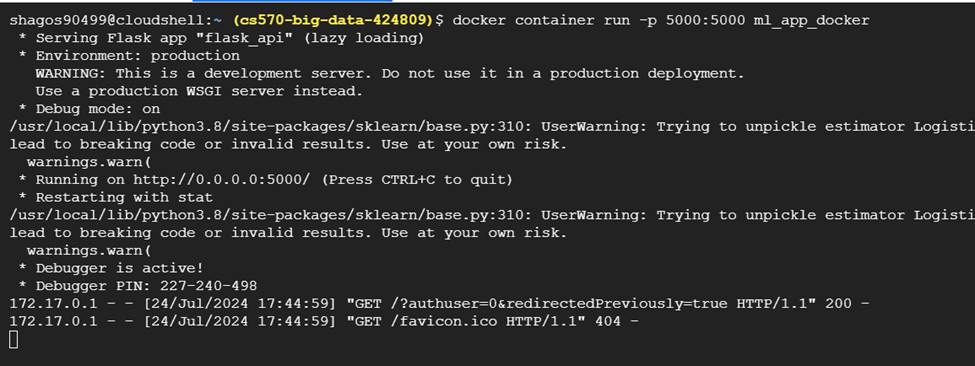 shagos90499@cloudshell:~ (cs570-big-data-424809)$ docker container run -p 5000:5000 ml_app_docker
 * Serving Flask app "flask_api" (lazy loading)
 * Environment: production
   WARNING: This is a development server. Do not use it in a production deployment.
   Use a production WSGI server instead.
 * Debug mode: on
/usr/local/lib/python3.8/site-packages/sklearn/base.py:310: UserWarning: Trying to unpickle estimator Logisti
lead to breaking code or invalid results. Use at your own risk.
  warnings.warn(
 * Running on http://0.0.0.0:5000/ (Press CTRL+C to quit)
 * Restarting with stat
/usr/local/lib/python3.8/site-packages/sklearn/base.py:310: UserWarning: Trying to unpickle estimator Logisti
lead to breaking code or invalid results. Use at your own risk.
  warnings.warn(
 * Debugger is active!
 * Debugger PIN: 227-240-498
172.17.0.1 - - [24/Jul/2024 17:44:59] "GET /?authuser=0&redirectedPreviously=true HTTP/1.1" 200 -
172.17.0.1 - - [24/Jul/2024 17:44:59] "GET /favicon.ico HTTP/1.1" 404 -